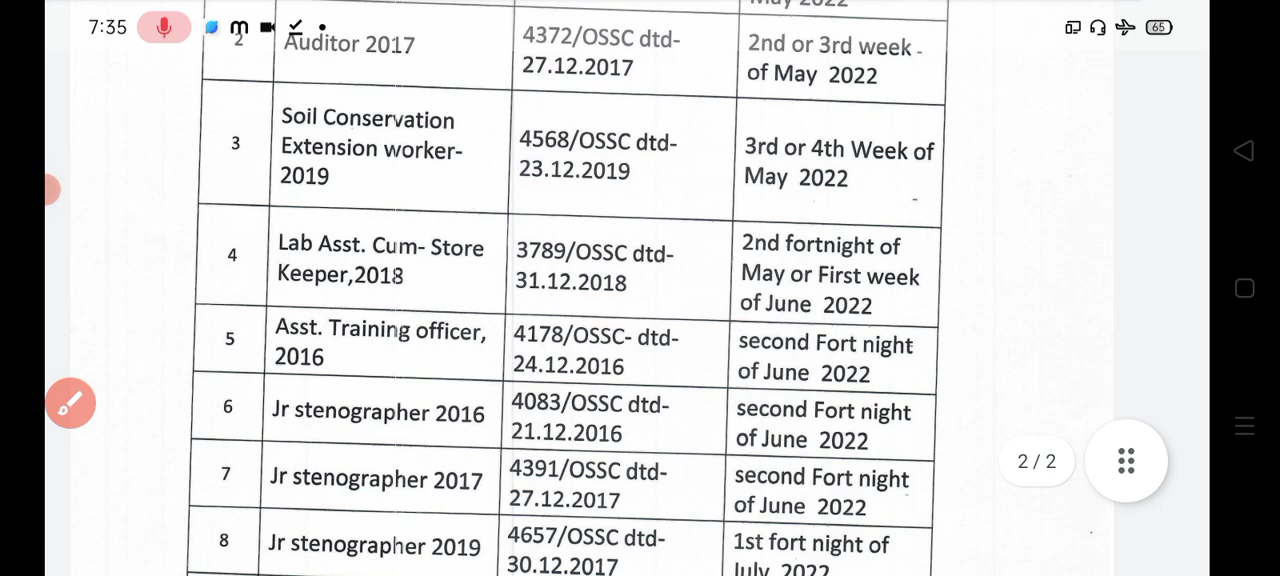 May 2022
7:35
65
2
Auditor 2017
4372/OSSC dtd-
27.12.2017
2nd or 3rd week -
of May 2022
3
Soil Conservation
Extension worker-
2019
4568/OSSC dtd-
23.12.2019
3rd or 4th Week of
May 2022
4
Lab Asst. Cum- Store
Keeper,2018
3789/OSSC dtd-
31.12.2018
2nd fortnight of
May or First week
of June 2022
5
Asst. Training officer,
2016
4178/OSSC- dtd-
24.12.2016
second Fort night
of June 2022
6
Jr stenographer 2016
4083/OSSC dtd-
21.12.2016
second Fort night
of June 2022
7
Jr stenographer 2017
4391/OSSC dtd-
27.12.2017
second Fort night
of June 2022
8
Jr stenographer 2019
4657/OSSC dtd-
30.12.2017
1st fort night of
July 2022
2 / 2